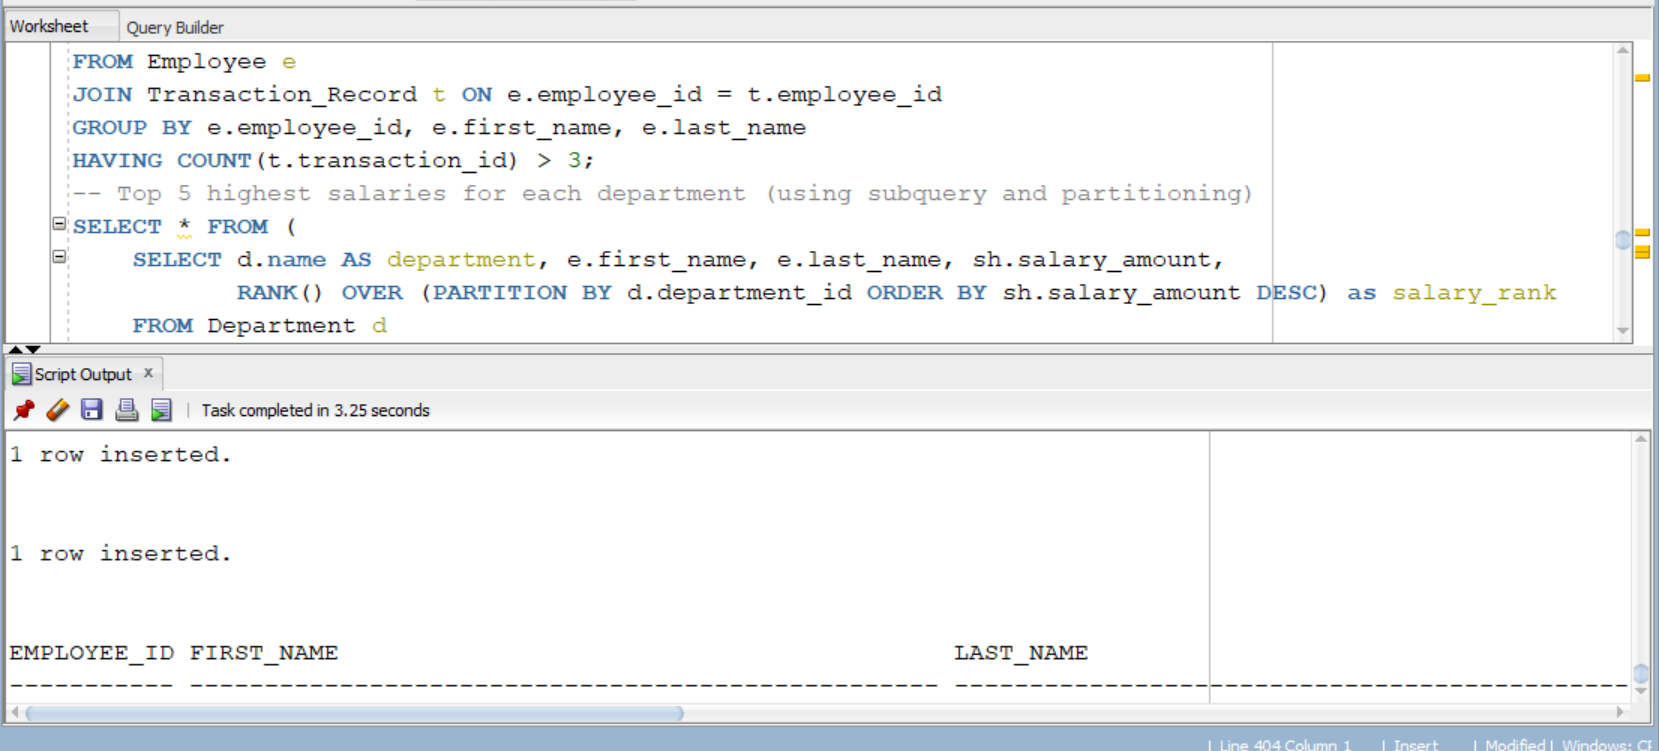 Worksheet Query Builder
FROM Employee e
JOIN Transaction_Record t ON e.employee_id = t.employee_id
GROUP BY e.employee_id, e.first_name, e.last_name
HAVING COUNT(t.transaction_id) > 3;
-- Top 5 highest salaries for each department (using subquery and partitioning)
SELECT * FROM (
SELECT d.name AS department, e.first_name, e.last_name, sh.salary_amount,
RANK() OVER (PARTITION BY d.department_id ORDER BY sh.salary_amount DESC) as salary_rank
FROM Department d
Script Output x
Task completed in 3.25 seconds
1 row inserted.
1 row inserted.
EMPLOYEE_ID FIRST_NAME LAST_NAME
----------- -------------------------------------------------- ---------------------------------------------
| Line 404 Column 1 | Insert | Modified | Windows: